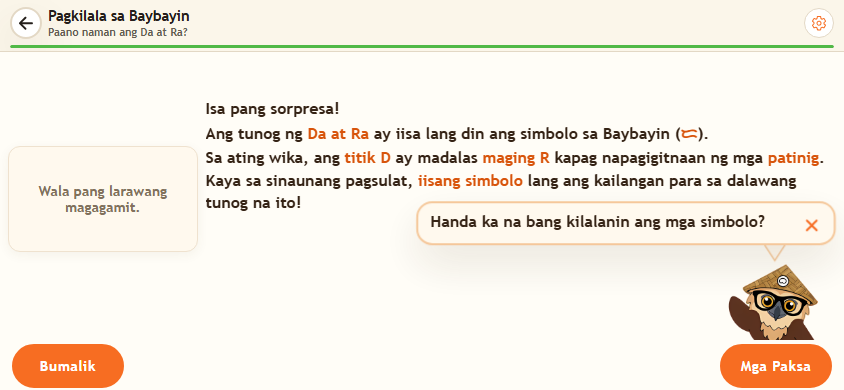 Pagkilala sa Baybayin
Paano naman ang Da at Ra?
Isa pang sorpresa!
Ang tunog ng Da at Ra ay iisa lang din ang simbolo sa Baybayin (ᜇ).
Sa ating wika, ang titik D ay madalas maging R kapag napagigitnaan ng mga patinig.
Kaya sa sinaunang pagsulat, iisang simbolo lang ang kailangan para sa dalawang
tunog na ito!
Wala pang larawang
magagamit.
Handa ka na bang kilalanin ang mga simbolo?
Bumalik
Mga Paksa